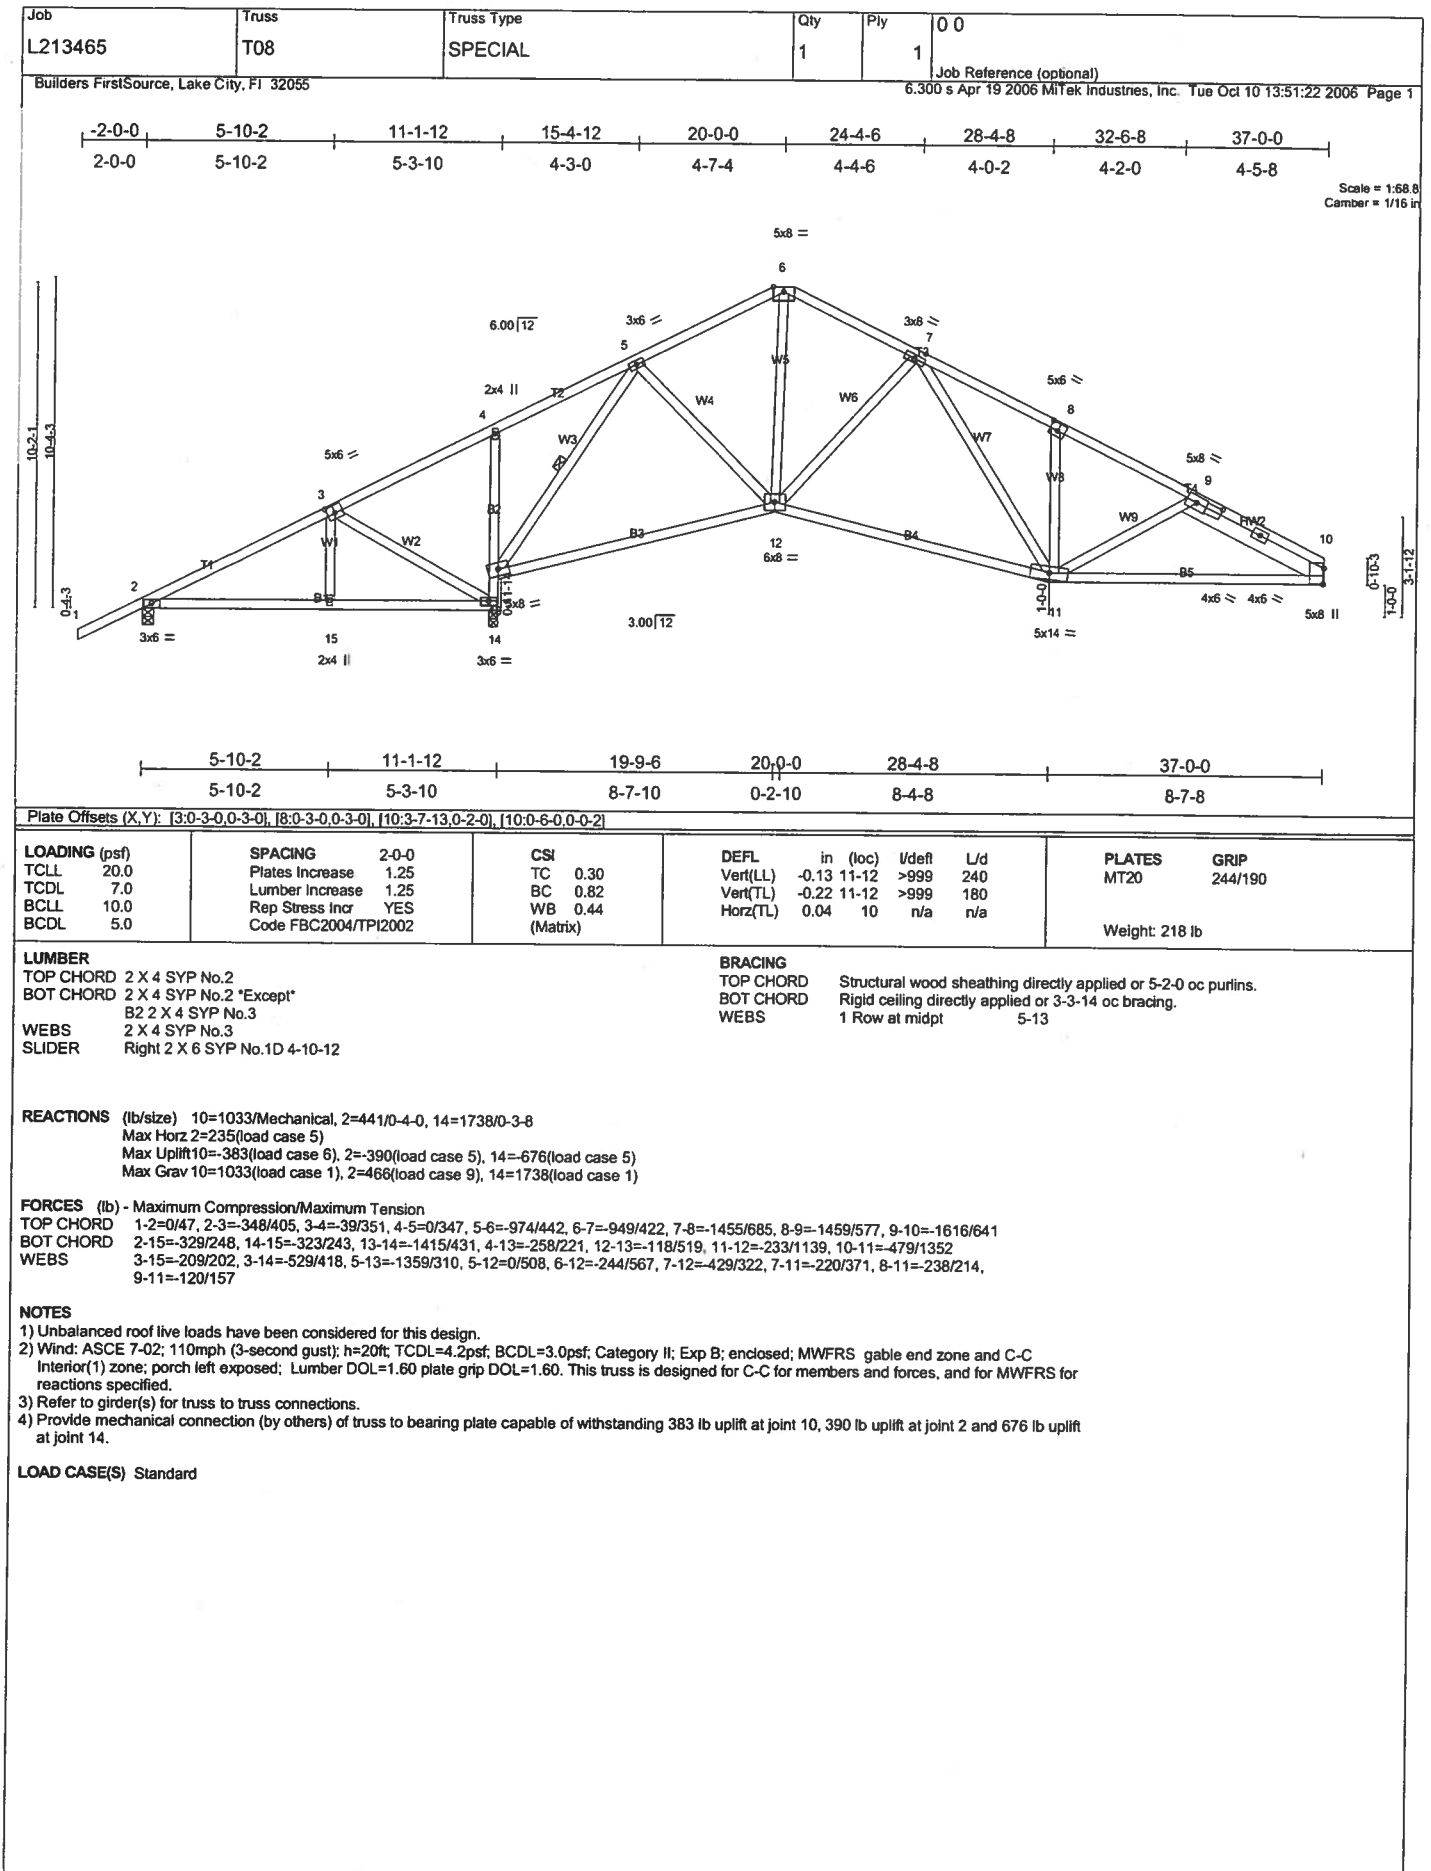 Job Truss Truss Type Qty Ply 0 0
L213465 T08 SPECIAL 1 1
Job Reference (optional)
Builders FirstSource, Lake City, Fl 32055 6.300 s Apr 19 2006 MiTek Industries, Inc. Tue Oct 10 13:51:22 2006 Page 1
-2-0-0 5-10-2 11-1-12 15-4-12 20-0-0 24-4-6 28-4-8 32-6-8 37-0-0
2-0-0 5-10-2 5-3-10 4-3-0 4-7-4 4-4-6 4-0-2 4-2-0 4-5-8
Scale = 1:68.8
Camber = 1/16 in
5x8 =
6
6.00 12 3x6 = 3x8 =
5 7
T3
W5
2x4 II T2 5x6 =
4 W4 W6 8
10-2-1 10-4-3
W3 W7
5x6 = 5x8 =
3 W8 T4 9
B2 HW2
W1 W2 B3 W9 10
12 B4
6x8 =
T1 B5
2 0-10-3 3-1-12
1 0-4-3 1-0-0 11 4x6 = 4x6 = 1-0-0
3x6 = 15 14 3.00 12 5x14 = 5x8 II
2x4 II 3x6 =
5-10-2 11-1-12 19-9-6 20-0-0 28-4-8 37-0-0
5-10-2 5-3-10 8-7-10 0-2-10 8-4-8 8-7-8
Plate Offsets (X,Y): [3:0-3-0,0-3-0], [8:0-3-0,0-3-0], [10:3-7-13,0-2-0], [10:0-6-0,0-0-2]
LOADING (psf) SPACING 2-0-0 CSI DEFL in (loc) l/defl L/d PLATES GRIP
TCLL 20.0 Plates Increase 1.25 TC 0.30 Vert(LL) -0.13 11-12 >999 240 MT20 244/190
TCDL 7.0 Lumber Increase 1.25 BC 0.82 Vert(TL) -0.22 11-12 >999 180
BCLL 10.0 Rep Stress Incr YES WB 0.44 Horz(TL) 0.04 10 n/a n/a
BCDL 5.0 Code FBC2004/TPI2002 (Matrix) Weight: 218 lb
LUMBER
TOP CHORD 2 X 4 SYP No.2
BOT CHORD 2 X 4 SYP No.2 *Except*
B2 2 X 4 SYP No.3
WEBS 2 X 4 SYP No.3
SLIDER Right 2 X 6 SYP No.1D 4-10-12
BRACING
TOP CHORD Structural wood sheathing directly applied or 5-2-0 oc purlins.
BOT CHORD Rigid ceiling directly applied or 3-3-14 oc bracing.
WEBS 1 Row at midpt 5-13
REACTIONS (lb/size) 10=1033/Mechanical, 2=441/0-4-0, 14=1738/0-3-8
Max Horz 2=235(load case 5)
Max Uplift10=-383(load case 6), 2=-390(load case 5), 14=-676(load case 5)
Max Grav 10=1033(load case 1), 2=466(load case 9), 14=1738(load case 1)
FORCES (lb) - Maximum Compression/Maximum Tension
TOP CHORD 1-2=0/47, 2-3=-348/405, 3-4=-39/351, 4-5=0/347, 5-6=-974/442, 6-7=-949/422, 7-8=-1455/685, 8-9=-1459/577, 9-10=-1616/641
BOT CHORD 2-15=-329/248, 14-15=-323/243, 13-14=-1415/431, 4-13=-258/221, 12-13=-118/519, 11-12=-233/1139, 10-11=-479/1352
WEBS 3-15=-209/202, 3-14=-529/418, 5-13=-1359/310, 5-12=0/508, 6-12=-244/567, 7-12=-429/322, 7-11=-220/371, 8-11=-238/214,
9-11=-120/157
NOTES
1) Unbalanced roof live loads have been considered for this design.
2) Wind: ASCE 7-02; 110mph (3-second gust); h=20ft; TCDL=4.2psf; BCDL=3.0psf; Category II; Exp B; enclosed; MWFRS gable end zone and C-C
Interior(1) zone; porch left exposed; Lumber DOL=1.60 plate grip DOL=1.60. This truss is designed for C-C for members and forces, and for MWFRS for
reactions specified.
3) Refer to girder(s) for truss to truss connections.
4) Provide mechanical connection (by others) of truss to bearing plate capable of withstanding 383 lb uplift at joint 10, 390 lb uplift at joint 2 and 676 lb uplift
at joint 14.
LOAD CASE(S) Standard